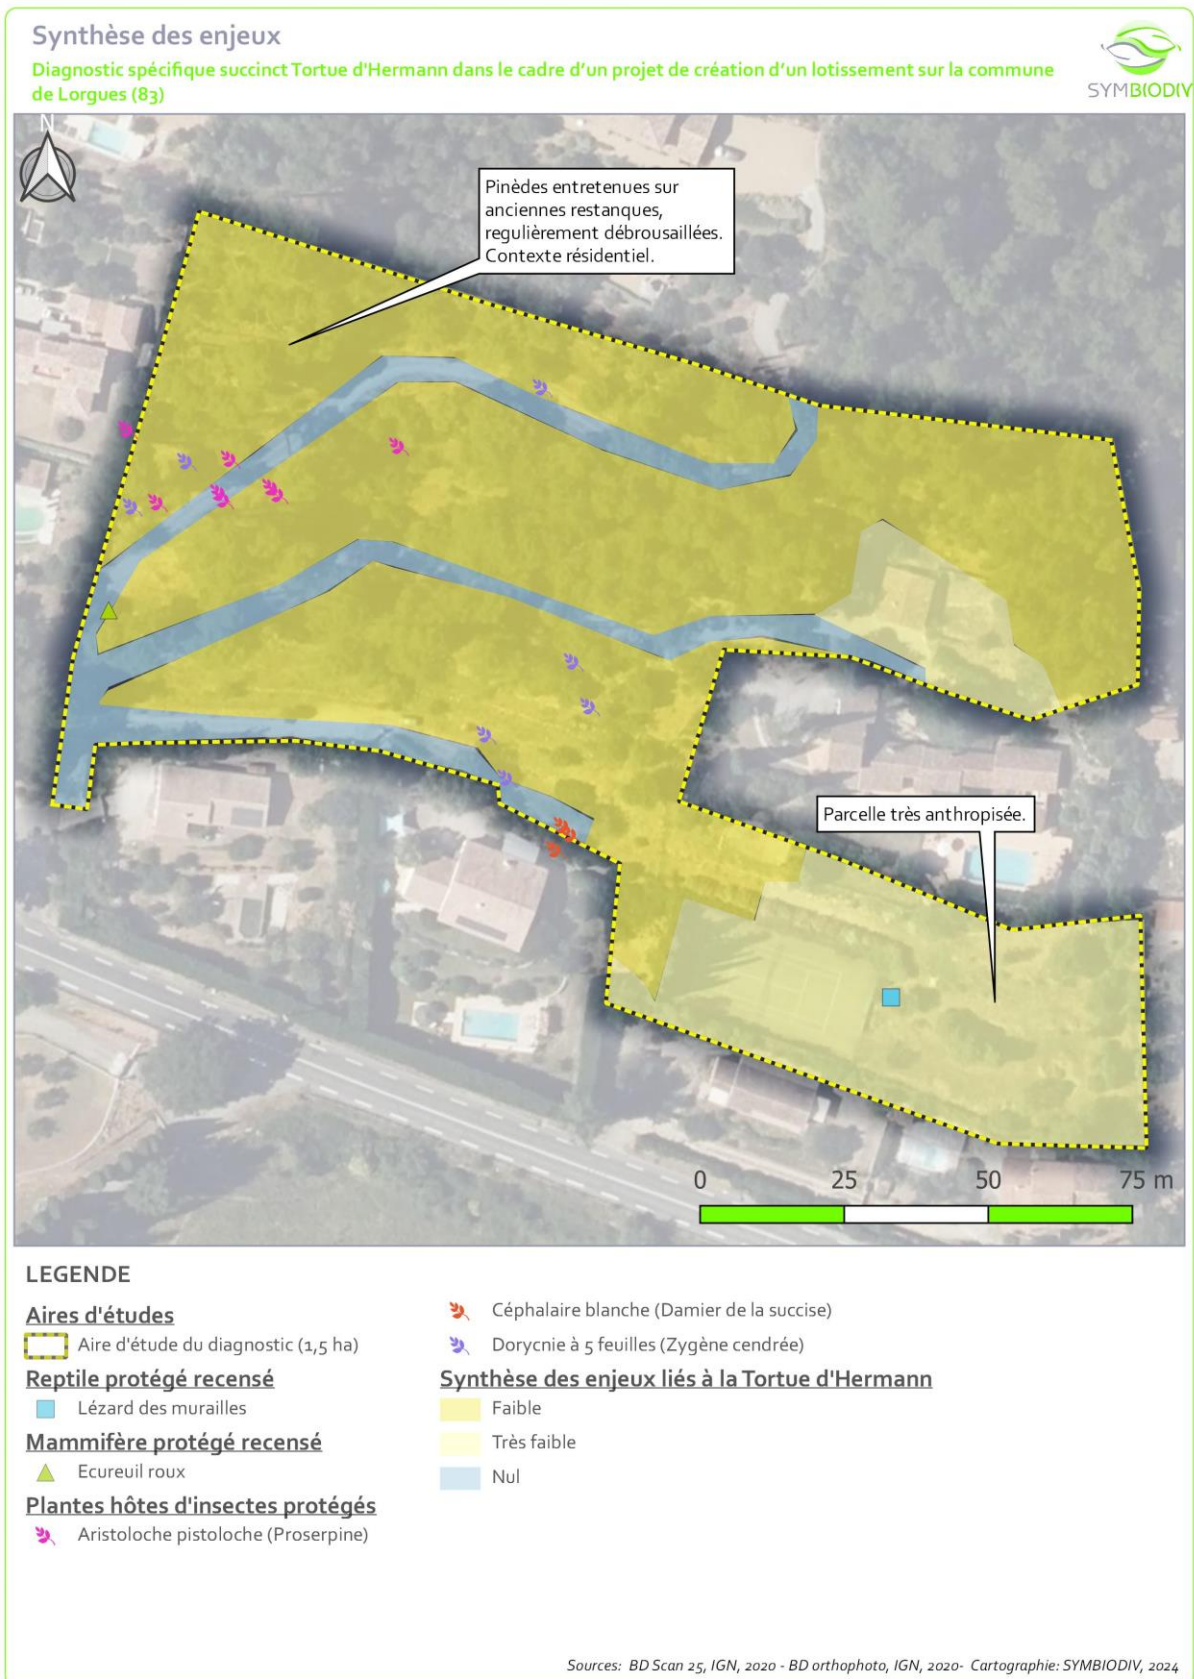 Synthèse des enjeux
Diagnostic spécifique succinct Tortue d'Hermann dans le cadre d’un projet de création d’un lotissement sur la commune
de Lorgues (83)
SYMBIODIV
N
Pinèdes entretenues sur
anciennes restanques,
regulièrement débrousaillées.
Contexte résidentiel.
Parcelle très anthropisée.
0 25 50 75 m
LEGENDE
Aires d'études
Aire d'étude du diagnostic (1,5 ha)
Reptile protégé recensé
Lézard des murailles
Mammifère protégé recensé
Ecureuil roux
Plantes hôtes d'insectes protégés
Aristoloche pistoloche (Proserpine)
Céphalaire blanche (Damier de la succise)
Dorycnie à 5 feuilles (Zygène cendrée)
Synthèse des enjeux liés à la Tortue d'Hermann
Faible
Très faible
Nul
Sources: BD Scan 25, IGN, 2020 - BD orthophoto, IGN, 2020- Cartographie: SYMBIODIV, 2024